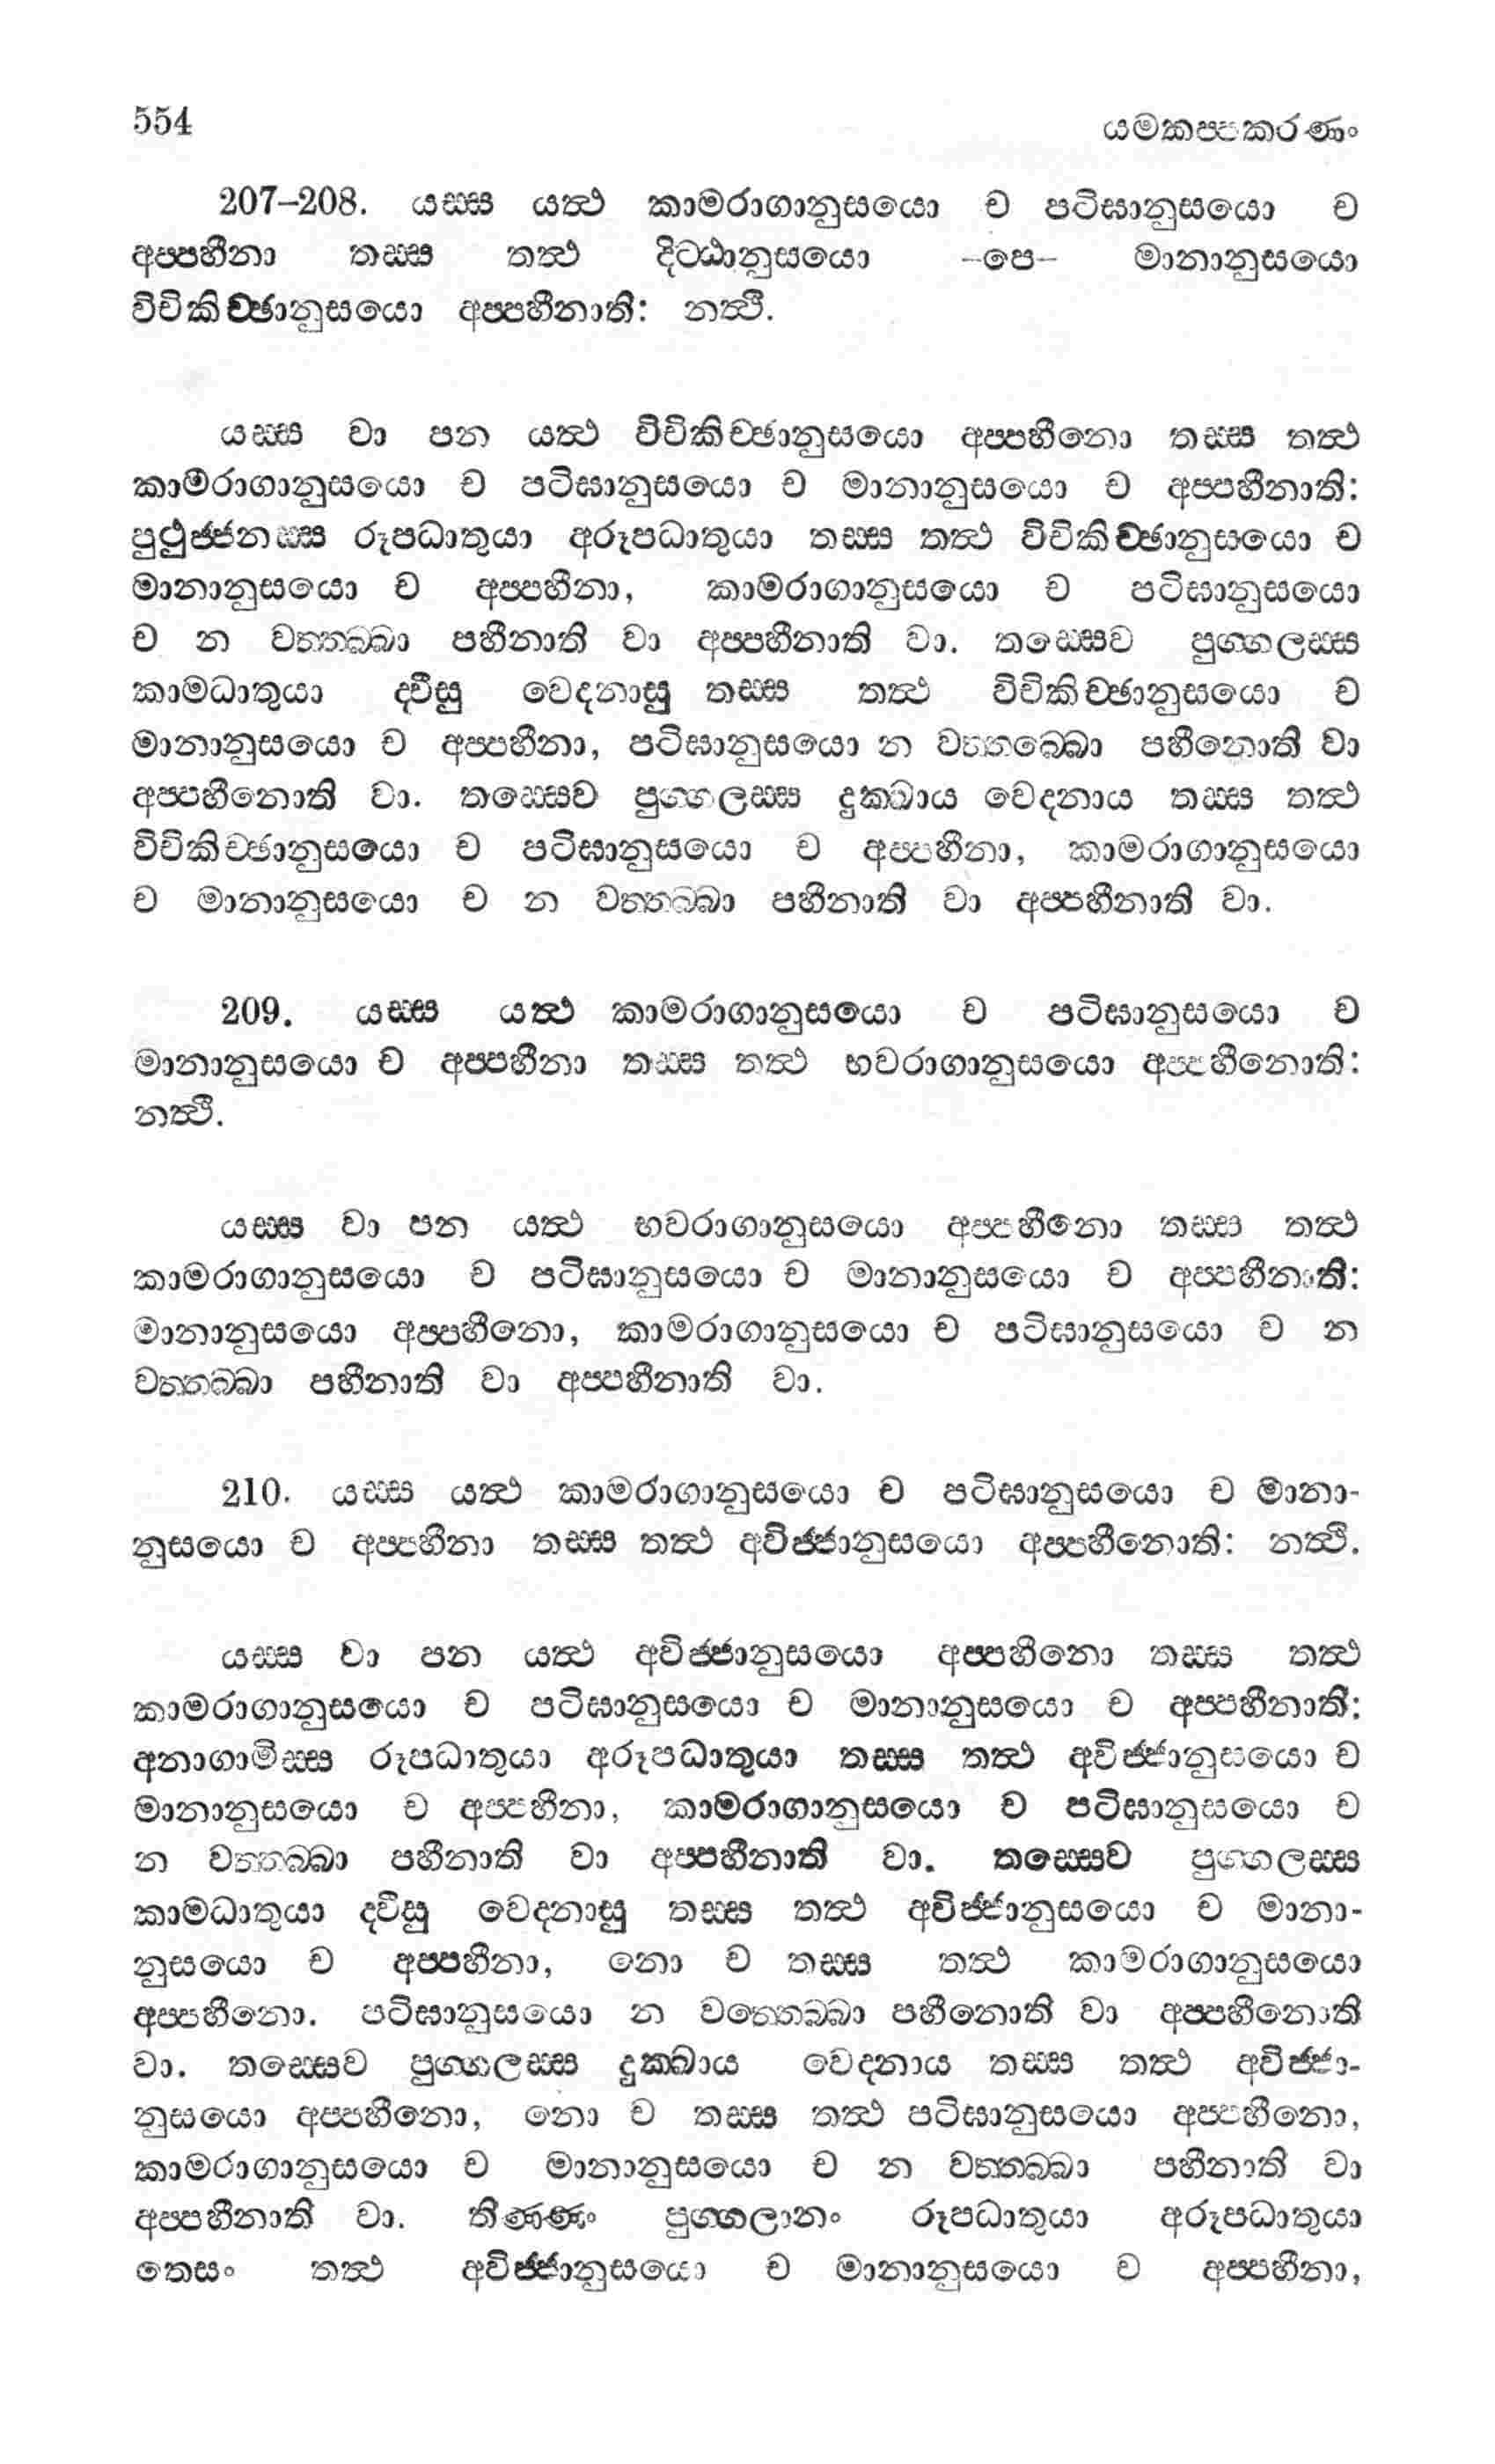 554
යමකප්පකරණං
207–208. යස්ස යත්ථ කාමරාගානුසයො ච පටිඝානුසයො ච
අප්පහීනා තස්ස තත්ථ දිට්ඨානුසයො –පෙ– මානානුසයො
විචිකිච්ඡානුසයො අප්පහීනාති: නත්ථි.
යස්ස වා පන යත්ථ විචිකිච්ඡානුසයො අප්පහීනො තස්ස තත්ථ
කාමරාගානුසයො ච පටිඝානුසයො ච මානානුසයො ච අප්පහීනාති:
පුථුජ්ජනස්ස රූපධාතුයා අරූපධාතුයා තස්ස තත්ථ විචිකිච්ඡානුසයො ච
මානානුසයො ච අප්පහීනා, කාමරාගානුසයො ච පටිඝානුසයො
ච න වත්තබ්බා පහීනාති වා අප්පහීනාති වා. තස්සෙව පුග්ගලස්ස
කාමධාතුයා ද්වීසු වෙදනාසු තස්ස තත්ථ විචිකිච්ඡානුසයො ච
මානානුසයො ච අප්පහීනා, පටිඝානුසයො න වත්තබ්බො පහීනොති වා
අප්පහීනොති වා. තස්සෙව පුග්ගලස්ස දුක්ඛාය වෙදනාය තස්ස තත්ථ
විචිකිච්ඡානුසයො ච පටිඝානුසයො ච අප්පහීනා, කාමරාගානුසයො
ච මානානුසයො ච න වත්තබ්බා පහීනාති වා අප්පහීනාති වා.
209. යස්ස යත්ථ කාමරාගානුසයො ච පටිඝානුසයො ච
මානානුසයො ච අප්පහීනා තස්ස තත්ථ භවරාගානුසයො අප්පහීනොති:
නත්ථි.
යස්ස වා පන යත්ථ භවරාගානුසයො අප්පහීනො තස්ස තත්ථ
කාමරාගානුසයො ච පටිඝානුසයො ච මානානුසයො ච අප්පහීනාති:
මානානුසයො අප්පහීනො, කාමරාගානුසයො ච පටිඝානුසයො ච න
වත්තබ්බා පහීනාති වා අප්පහීනාති වා.
210. යස්ස යත්ථ කාමරාගානුසයො ච පටිඝානුසයො ච මානා-
නුසයො ච අප්පහීනා තස්ස තත්ථ අවිජ්ජානුසයො අප්පහීනොති: නත්ථි.
යස්ස වා පන යත්ථ අවිජ්ජානුසයො අප්පහීනො තස්ස තත්ථ
කාමරාගානුසයො ච පටිඝානුසයො ච මානානුසයො ච අප්පහීනාති:
අනාගාමිස්ස රූපධාතුයා අරූපධාතුයා තස්ස තත්ථ අවිජ්ජානුසයො ච
මානානුසයො ච අප්පහීනා, කාමරාගානුසයො ච පටිඝානුසයො ච
න වත්තබ්බා පහීනාති වා අප්පහීනාති වා. තස්සෙව පුග්ගලස්ස
කාමධාතුයා ද්වීසු වෙදනාසු තස්ස තත්ථ අවිජ්ජානුසයො ච මානා-
නුසයො ච අප්පහීනා, නො ච තස්ස තත්ථ කාමරාගානුසයො
අප්පහීනො. පටිඝානුසයො න වත්තෙබ්බා පහීනොති වා අප්පහීනොති
වා. තස්සෙව පුග්ගලස්ස දුක්ඛාය වෙදනාය තස්ස තත්ථ අවිජ්ජා-
නුසයො අප්පහීනො, නො ච තස්ස තත්ථ පටිඝානුසයො අප්පහීනො,
කාමරාගානුසයො ච මානානුසයො ච න වත්තබ්බා පහීනාති වා
අප්පහීනාති වා. තිණ්ණං පුග්ගලානං රූපධාතුයා අරූපධාතුයා
තෙසං තත්ථ අවිජ්ජානුසයො ච මානානුසයො ච අප්පහීනා,